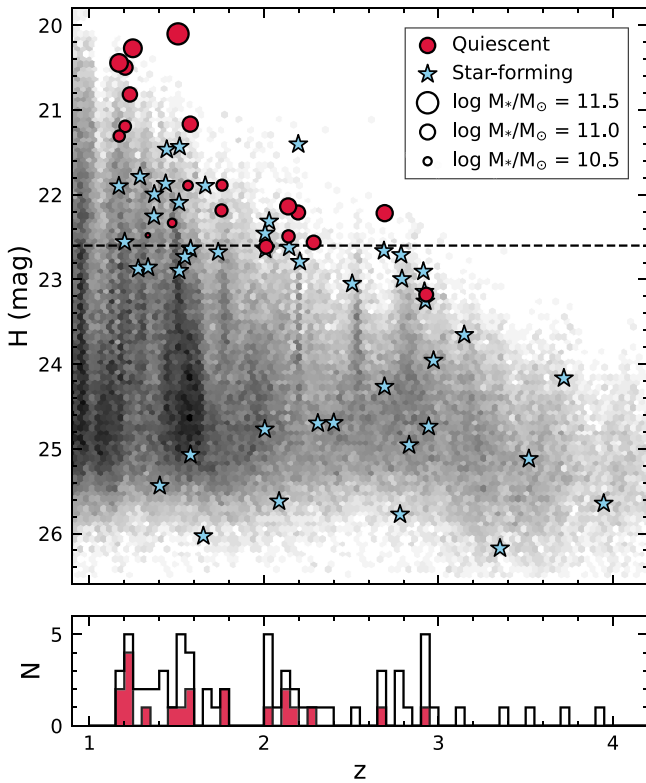 20
21
22
23
24
25
26
H (mag)
Quiescent
Star-forming
log M*/M⊙ = 11.5
log M*/M⊙ = 11.0
log M*/M⊙ = 10.5
5
0
N
1
2
3
4
z